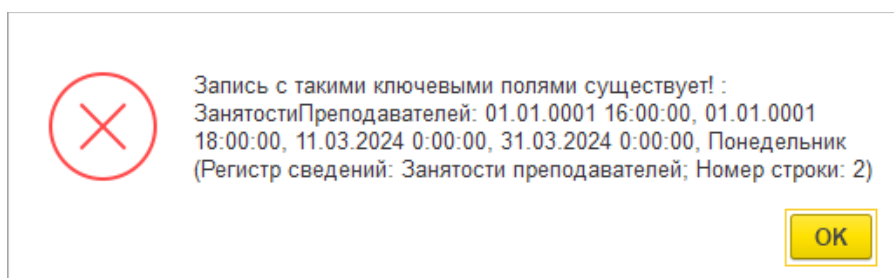 Запись с такими ключевыми полями существует! :
ЗанятостиПреподавателей: 01.01.0001 16:00:00, 01.01.0001
18:00:00, 11.03.2024 0:00:00, 31.03.2024 0:00:00, Понедельник
(Регистр сведений: Занятости преподавателей; Номер строки: 2)
ОК